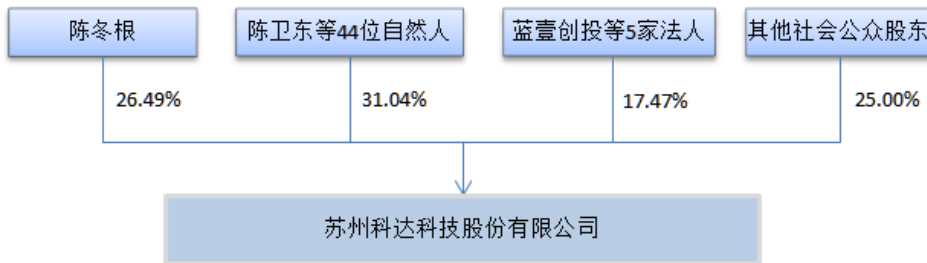 陈冬根
陈卫东等44位自然人
蓝壹创投等5家法人
其他社会公众股东
26.49%
31.04%
17.47%
25.00%
苏州科达科技股份有限公司